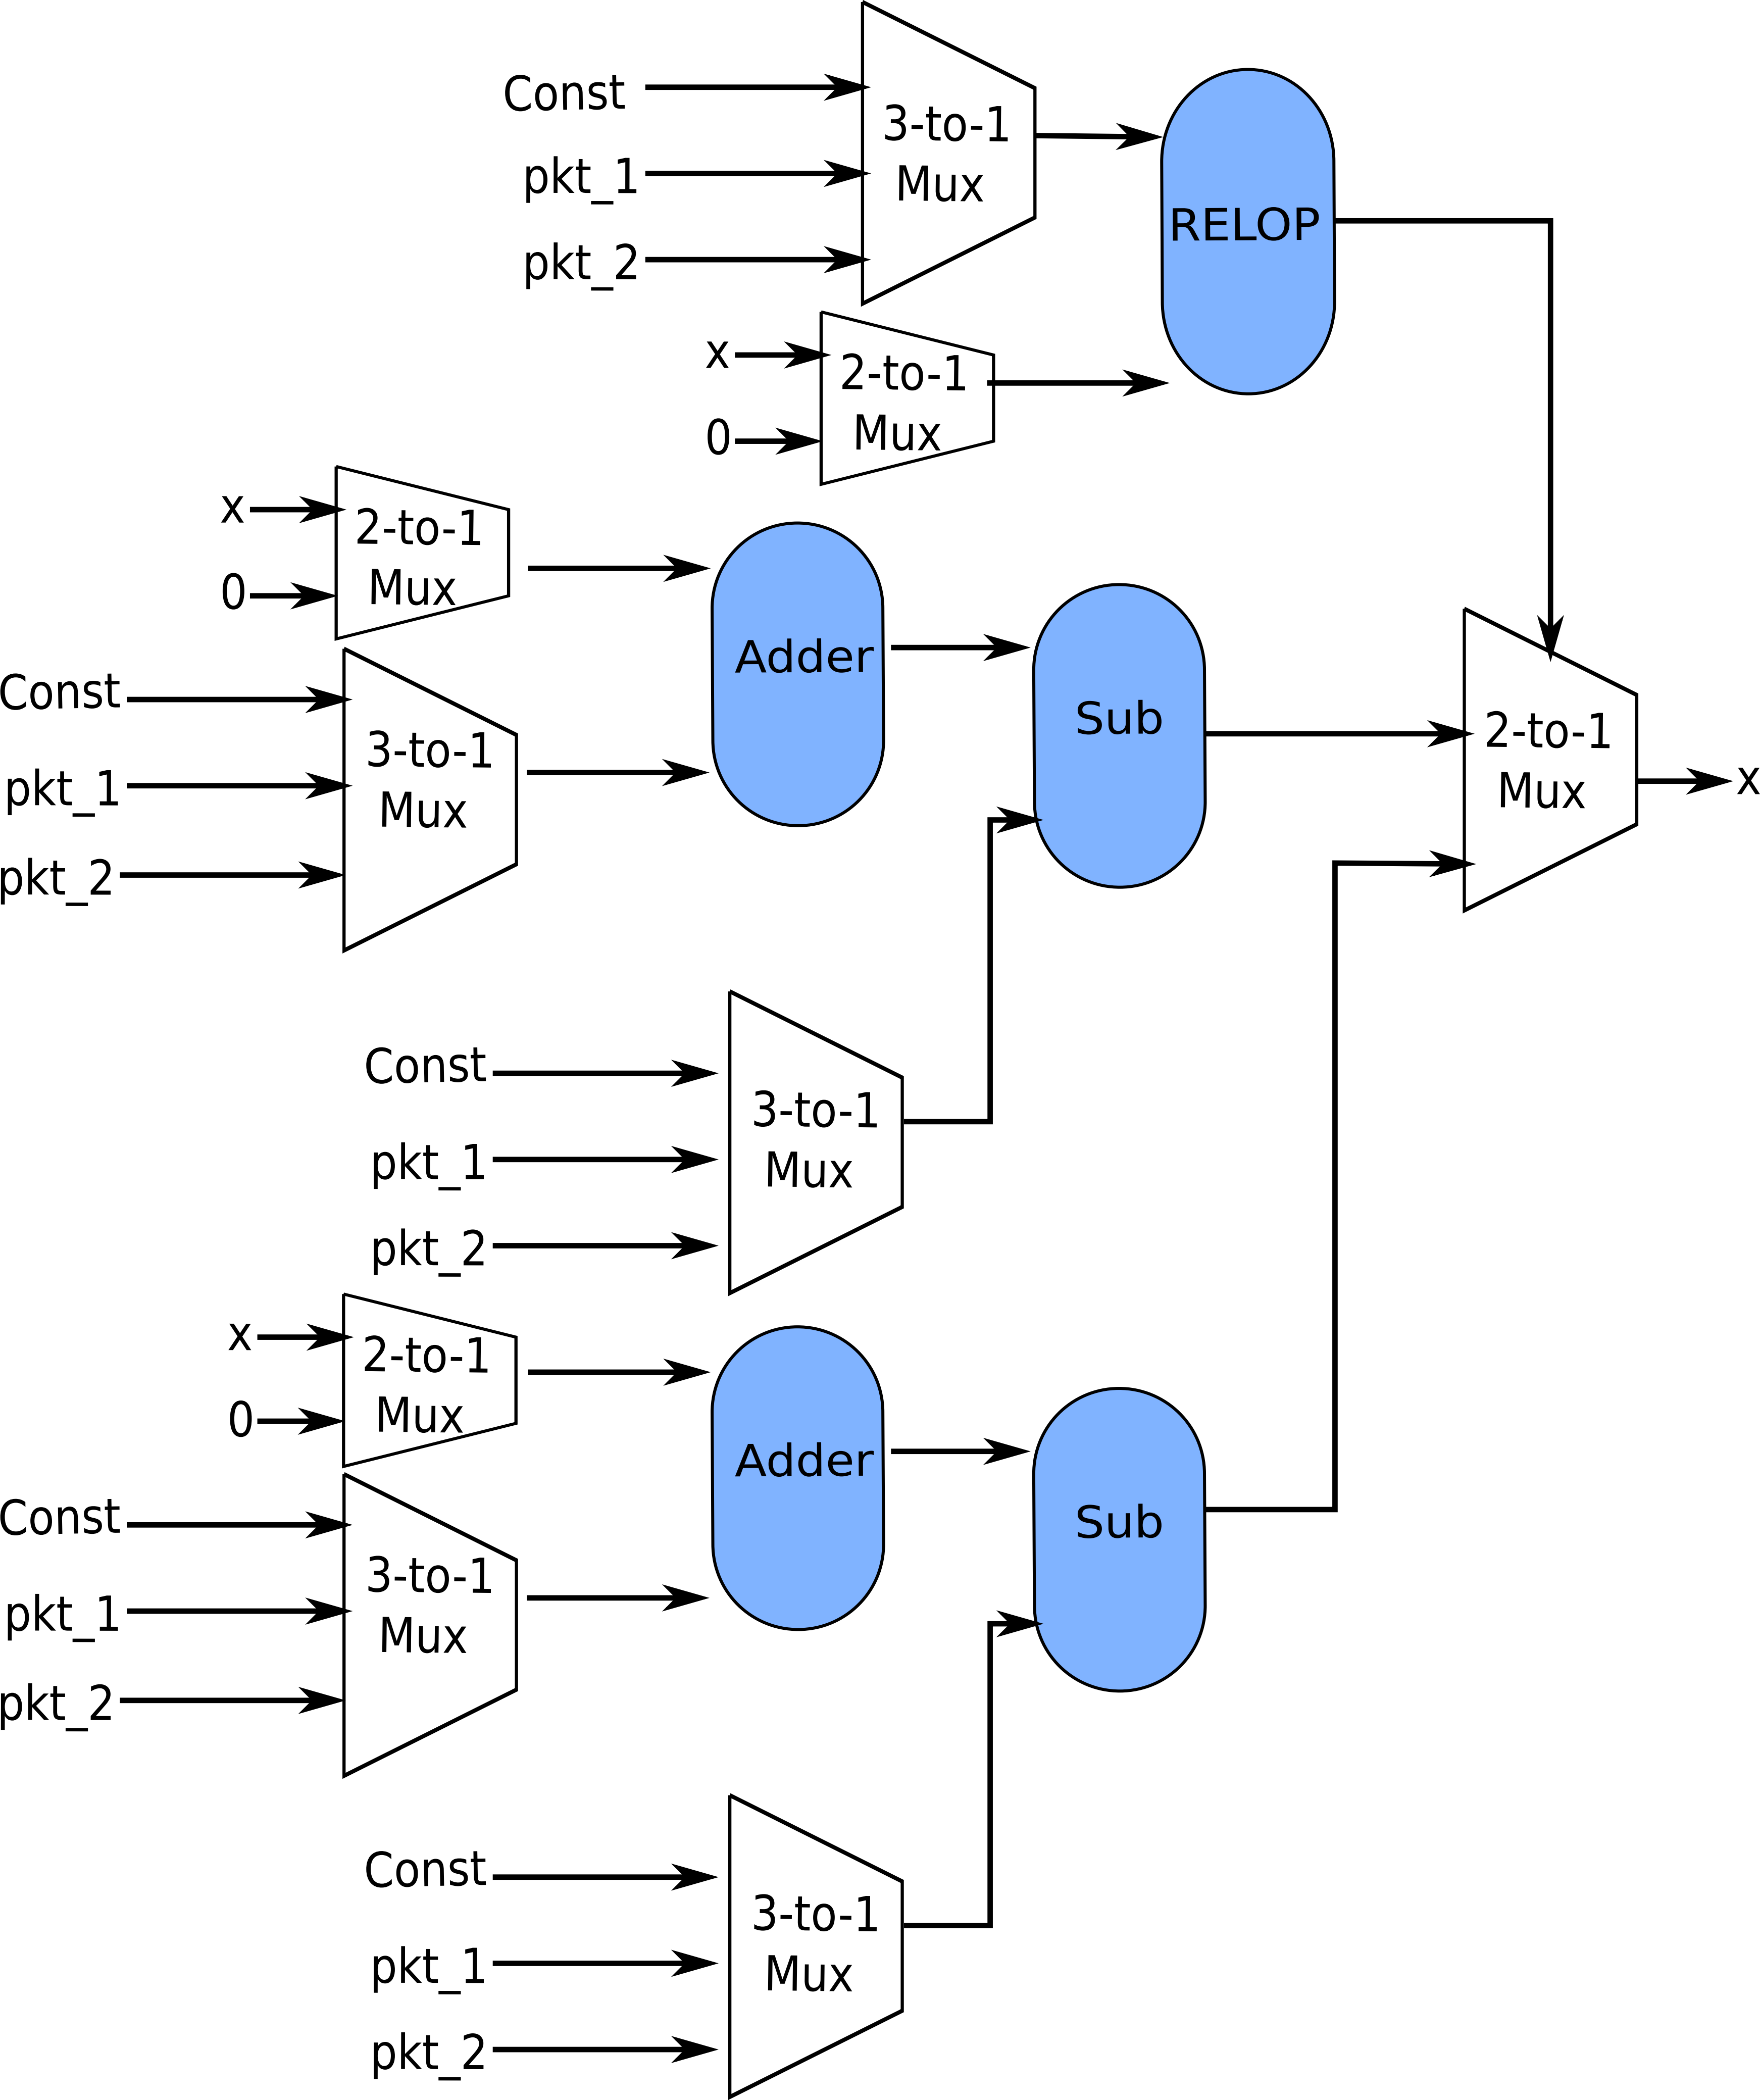 Const
pkt_1
pkt_2
3-to-1
Mux
RELOP
x
0
2-to-1
Mux
x
0
2-to-1
Mux
Const
pkt_1
pkt_2
3-to-1
Mux
Adder
Sub
2-to-1
Mux
x
Const
pkt_1
pkt_2
3-to-1
Mux
x
0
2-to-1
Mux
Const
pkt_1
pkt_2
3-to-1
Mux
Adder
Sub
Const
pkt_1
pkt_2
3-to-1
Mux